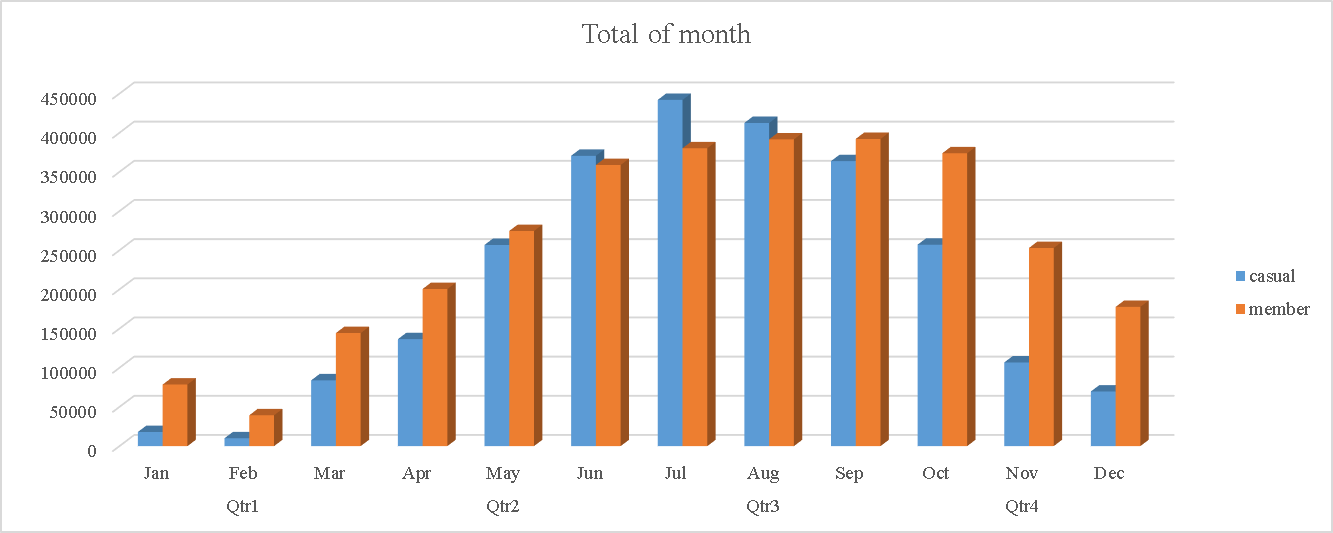 Total of month
450000
400000
350000
300000
250000
200000
150000
100000
50000
0
Jan Feb Mar Apr May Jun Jul Aug Sep Oct Nov Dec
Qtr1 Qtr2 Qtr3 Qtr4
casual
member